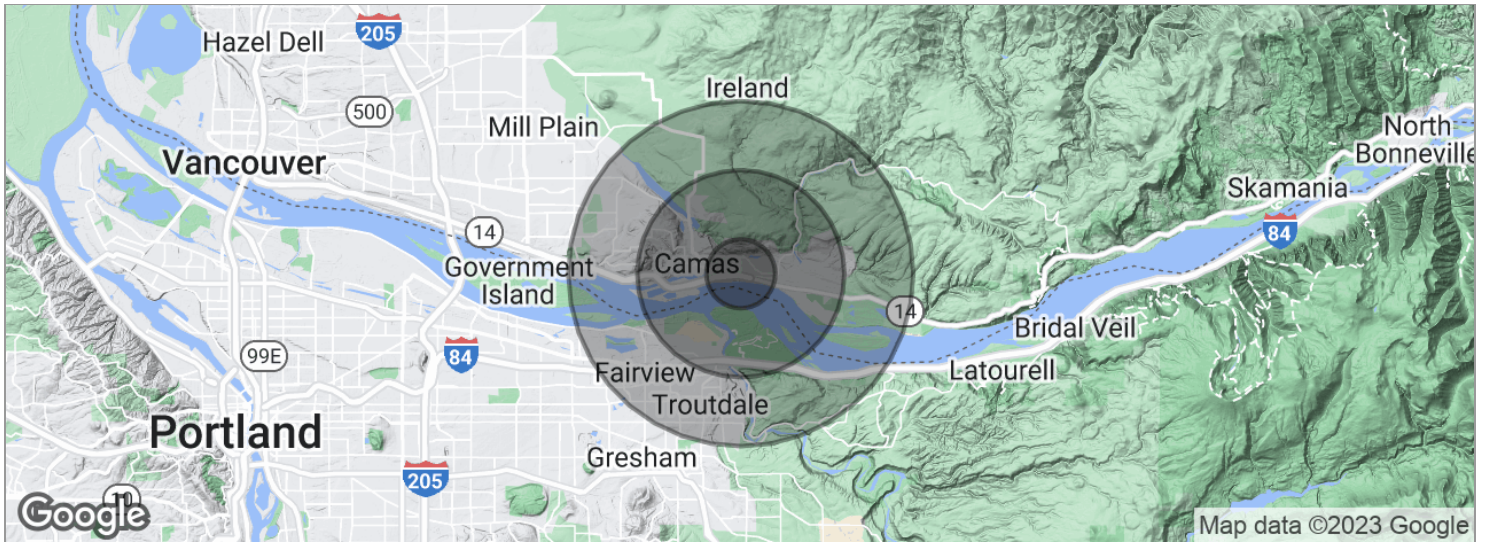 205
Hazel Dell
Ireland
500
Mill Plain
North
Bonneville
Vancouver
Skamania
14
84
Government
Island
Camas
14
Bridal Veil
99E
84
Fairview
Latourell
Troutdale
Portland
Gresham
205
Google
Map data ©2023 Google